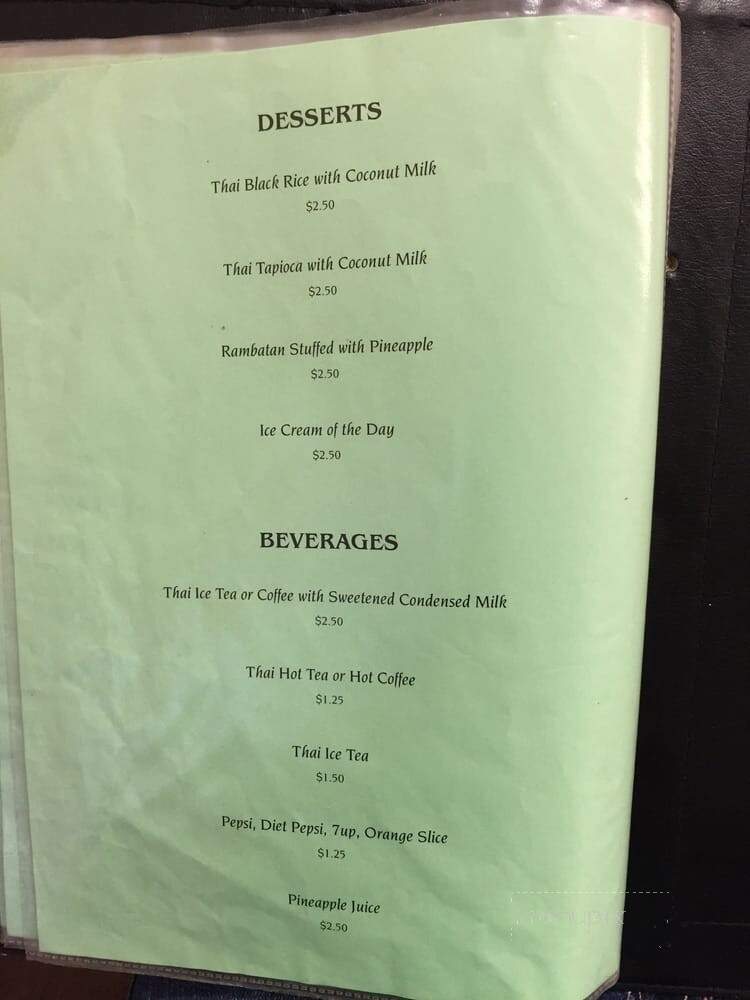 DESSERTS
Thai Black Rice with Coconut Milk
$2.50
Thai Tapioca with Coconut Milk
$2.50
Rambatan Stuffed with Pineapple
$2.50
Ice Cream of the Day
$2.50
BEVERAGES
Thai Ice Tea or Coffee with Sweetened Condensed Milk
$2.50
Thai Hot Tea or Hot Coffee
$1.25
Thai Ice Tea
$1.50
Pepsi, Diet Pepsi, 7up, Orange Slice
$1.25
Pineapple Juice
$2.50